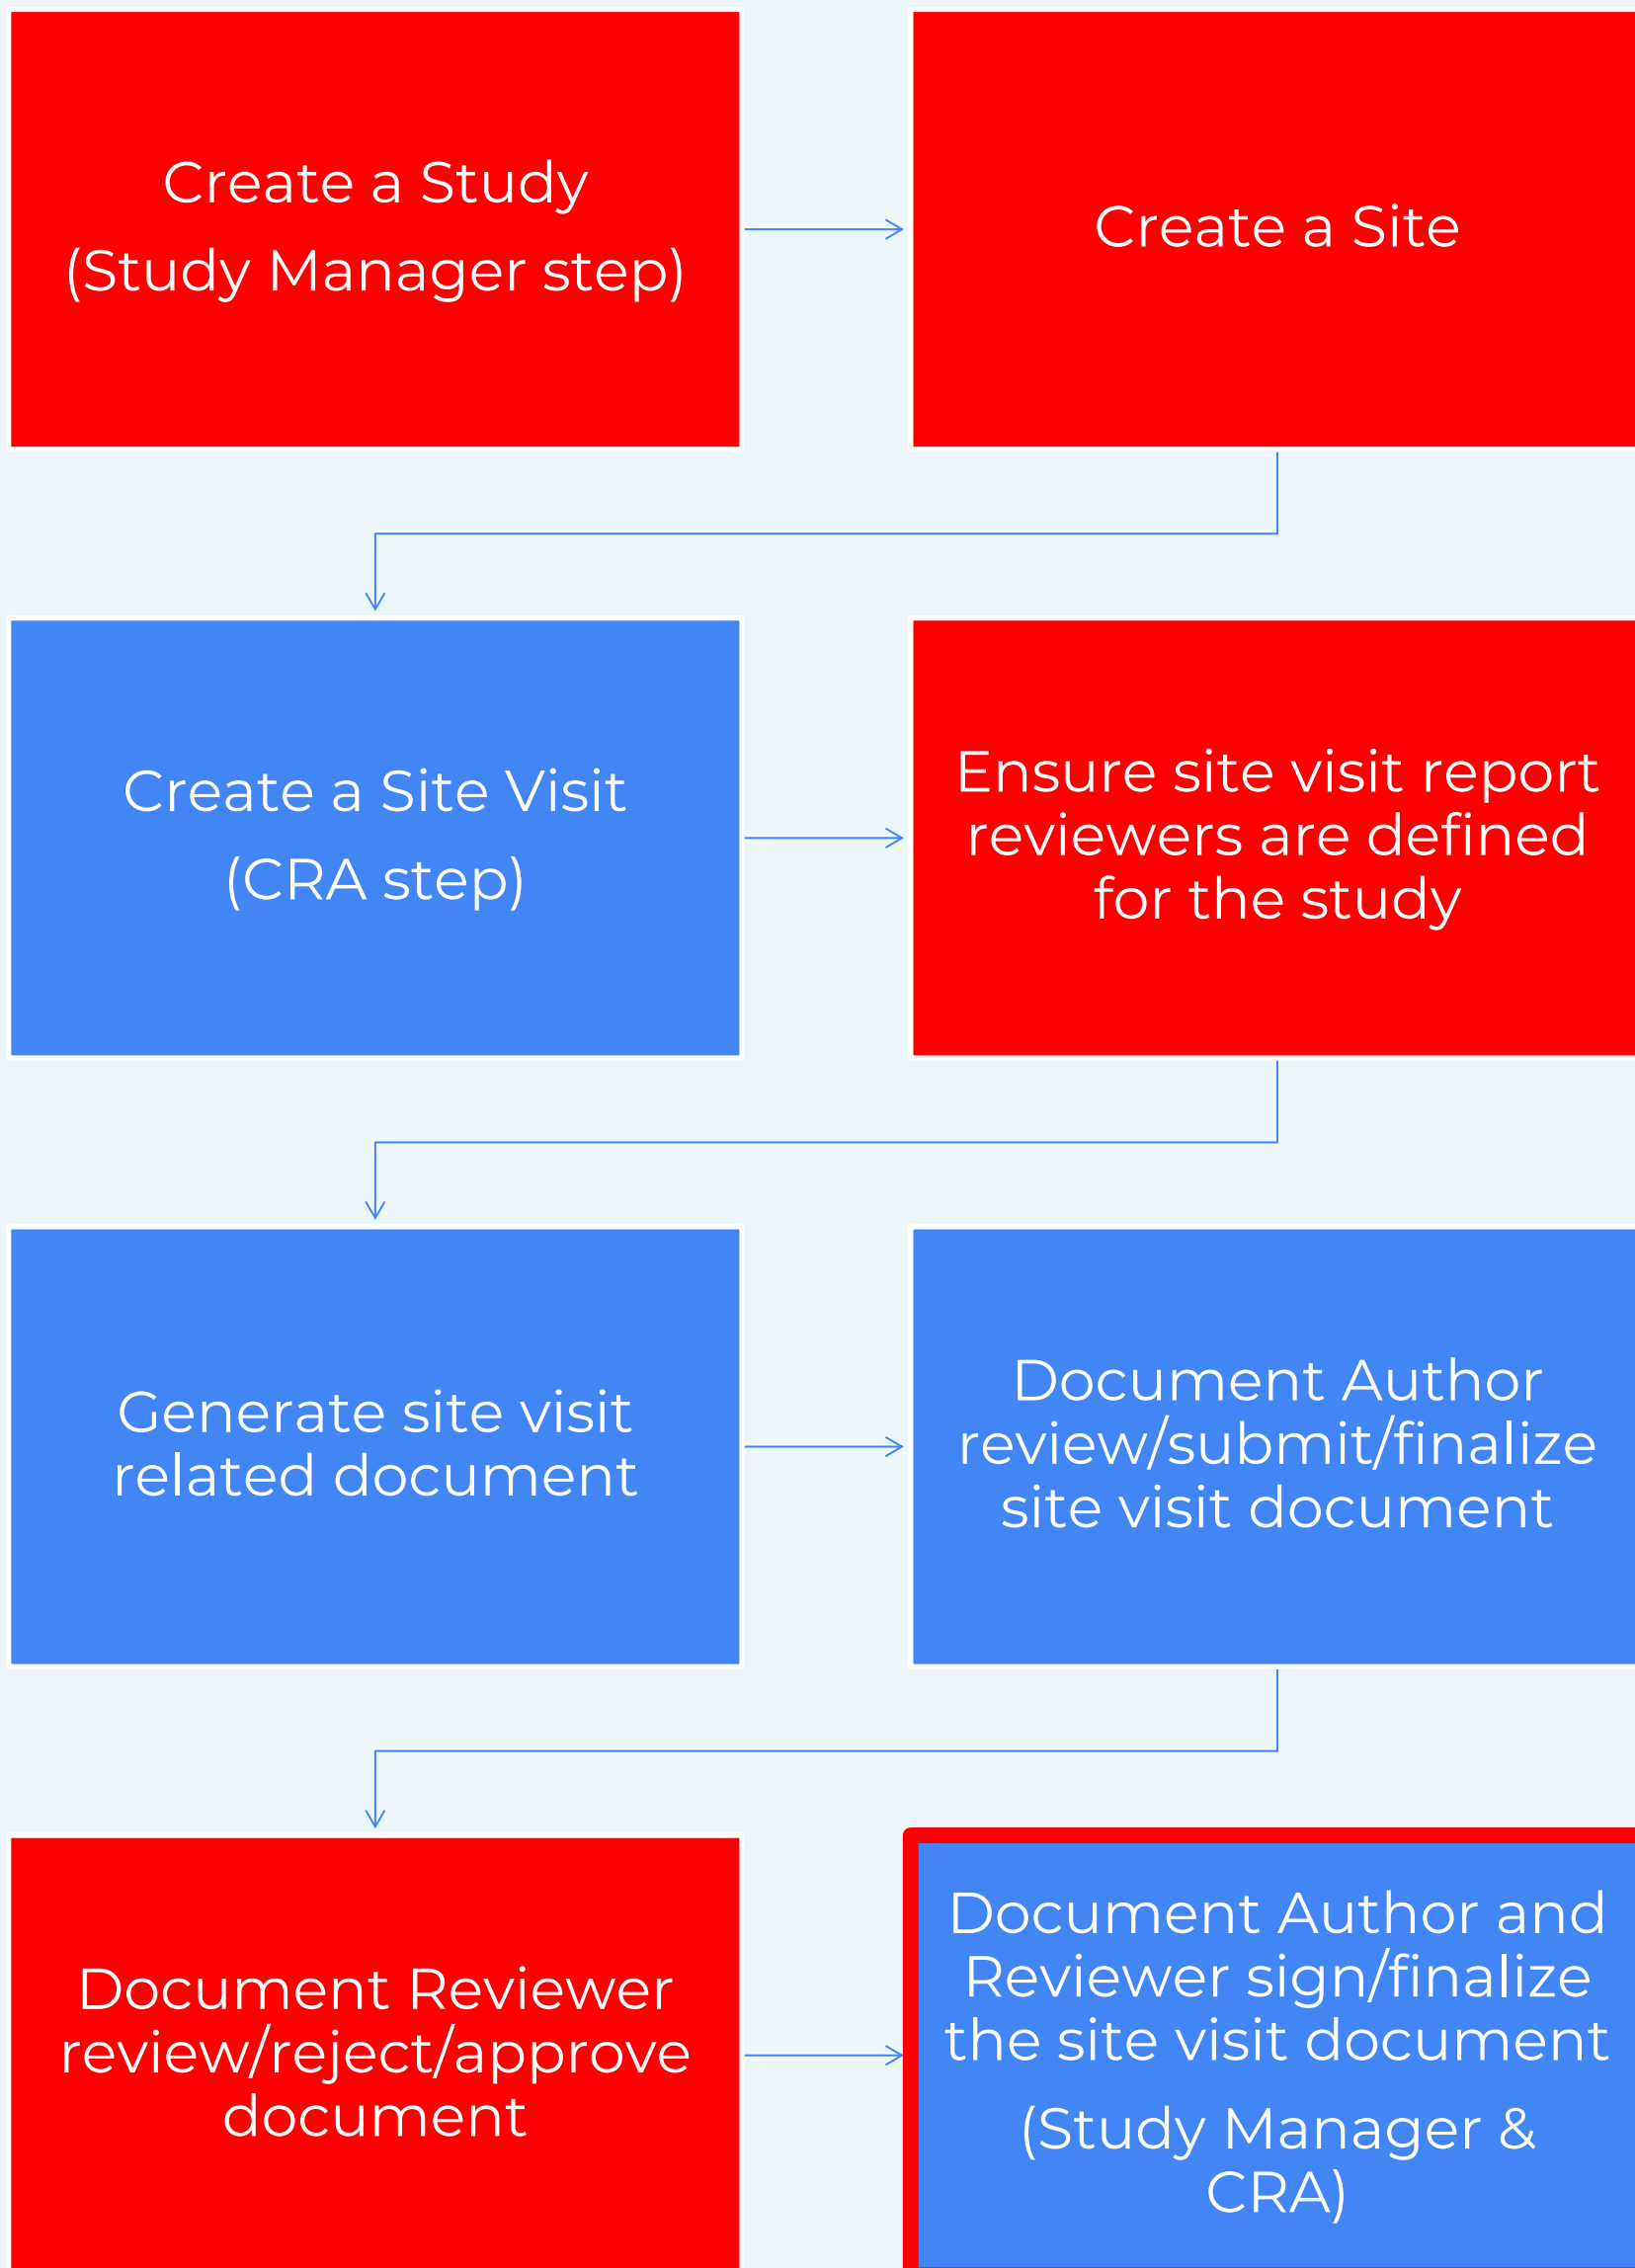 Create a Study
(Study Manager step)
Create a Site
Create a Site Visit
(CRA step)
Ensure site visit report
reviewers are defined
for the study
Generate site visit
related document
Document Author
review/submit/finalize
site visit document
Document Reviewer
review/reject/approve
document
Document Author and
Reviewer sign/finalize
the site visit document
(Study Manager &
CRA)